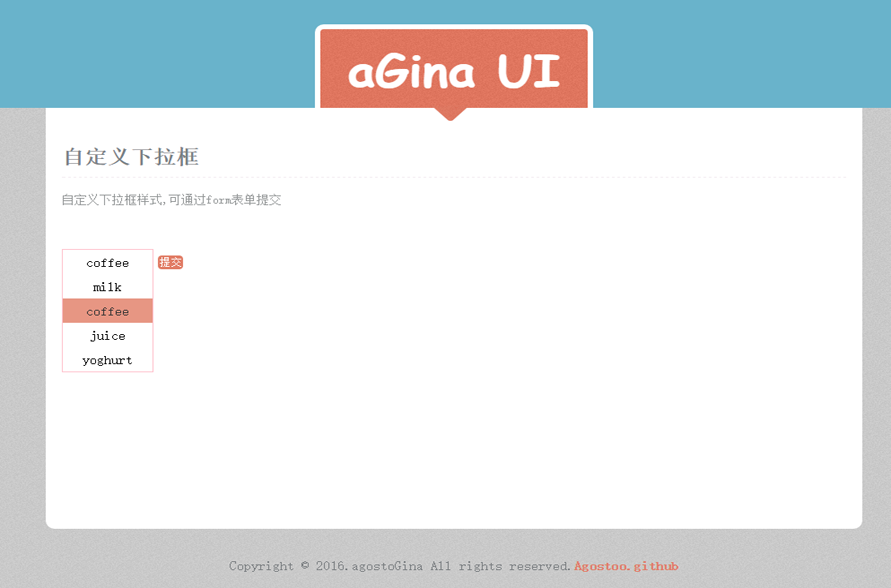 aGina UI
自定义下拉框
自定义下拉框样式,可通过form表单提交
coffee 提交
milk
coffee
juice
yoghurt
Copyright © 2016.agostoGina All rights reserved.Agostoo.github